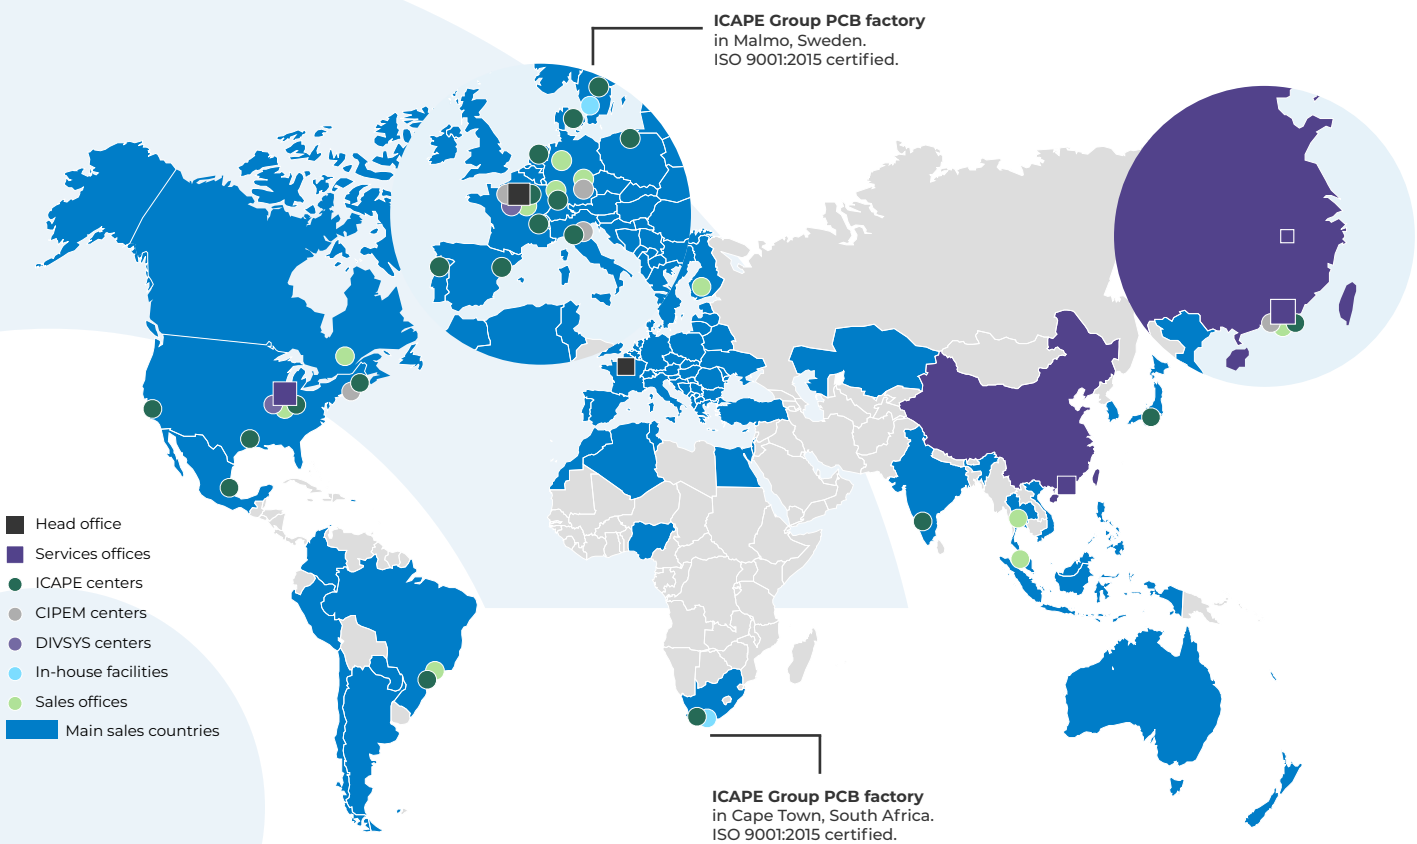 ICAPE Group PCB factory
in Malmo, Sweden.
ISO 9001:2015 certified.
Head office
Services offices
ICAPE centers
CIPEM centers
DIVSYS centers
In-house facilities
Sales offices
Main sales countries
ICAPE Group PCB factory
in Cape Town, South Africa.
ISO 9001:2015 certified.